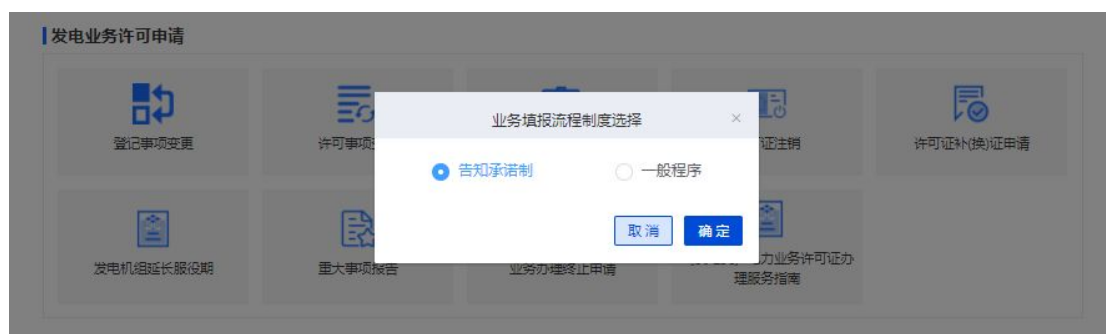 发电业务许可申请
业务填报流程制度选择
登记事项变更
许可事项
证注销
许可证补(换)证申请
告知承诺制
一般程序
取消
确定
发电机组延长服役期
重大事项报告
业务办理终止申请
力业务许可证办
理服务指南